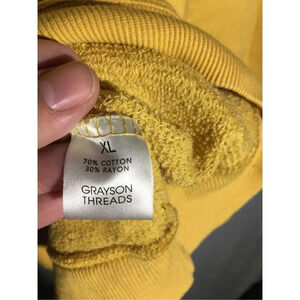 XL
70% COTTON
30% RAYON
GRAYSON
THREADS